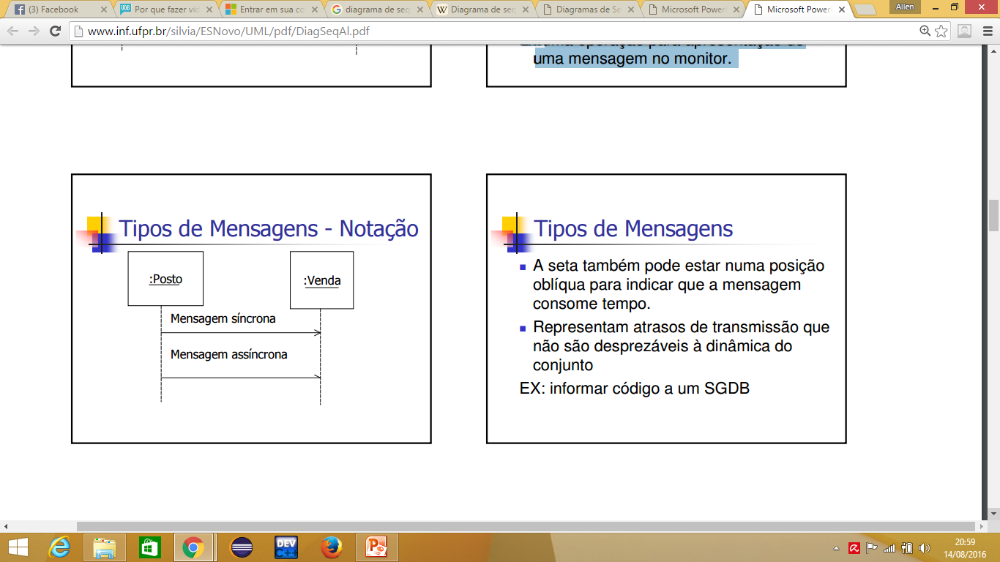 (3) Facebook
Por que fazer víd
Entrar em sua co
diagrama de seq
Diagrama de seq
Diagramas de Se
Microsoft Power
Microsoft Power
Allen
www.inf.ufpr.br/silvia/ESNovo/UML/pdf/DiagSeqAl.pdf
uma mensagem no monitor.
Tipos de Mensagens - Notação
:Posto
:Venda
Mensagem síncrona
Mensagem assíncrona
Tipos de Mensagens
A seta também pode estar numa posição
oblíqua para indicar que a mensagem
consome tempo.
Representam atrasos de transmissão que
não são desprezáveis à dinâmica do
conjunto
EX: informar código a um SGDB
DEV
C++
20:59
14/08/2016